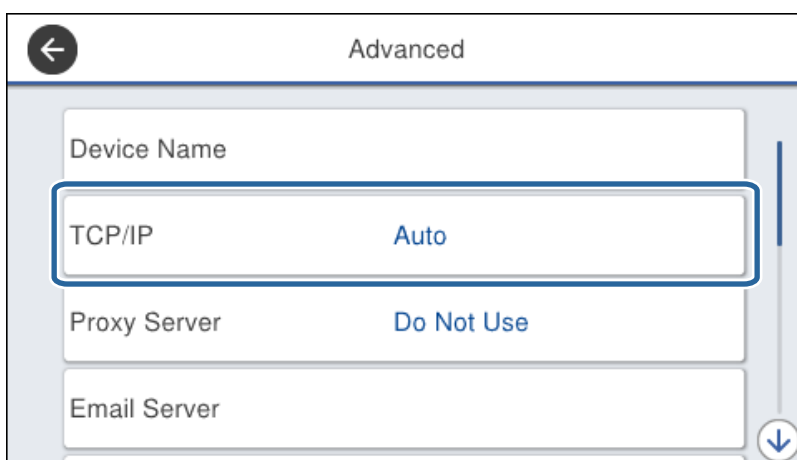 Advanced
Device Name
TCP/IP Auto
Proxy Server Do Not Use
Email Server